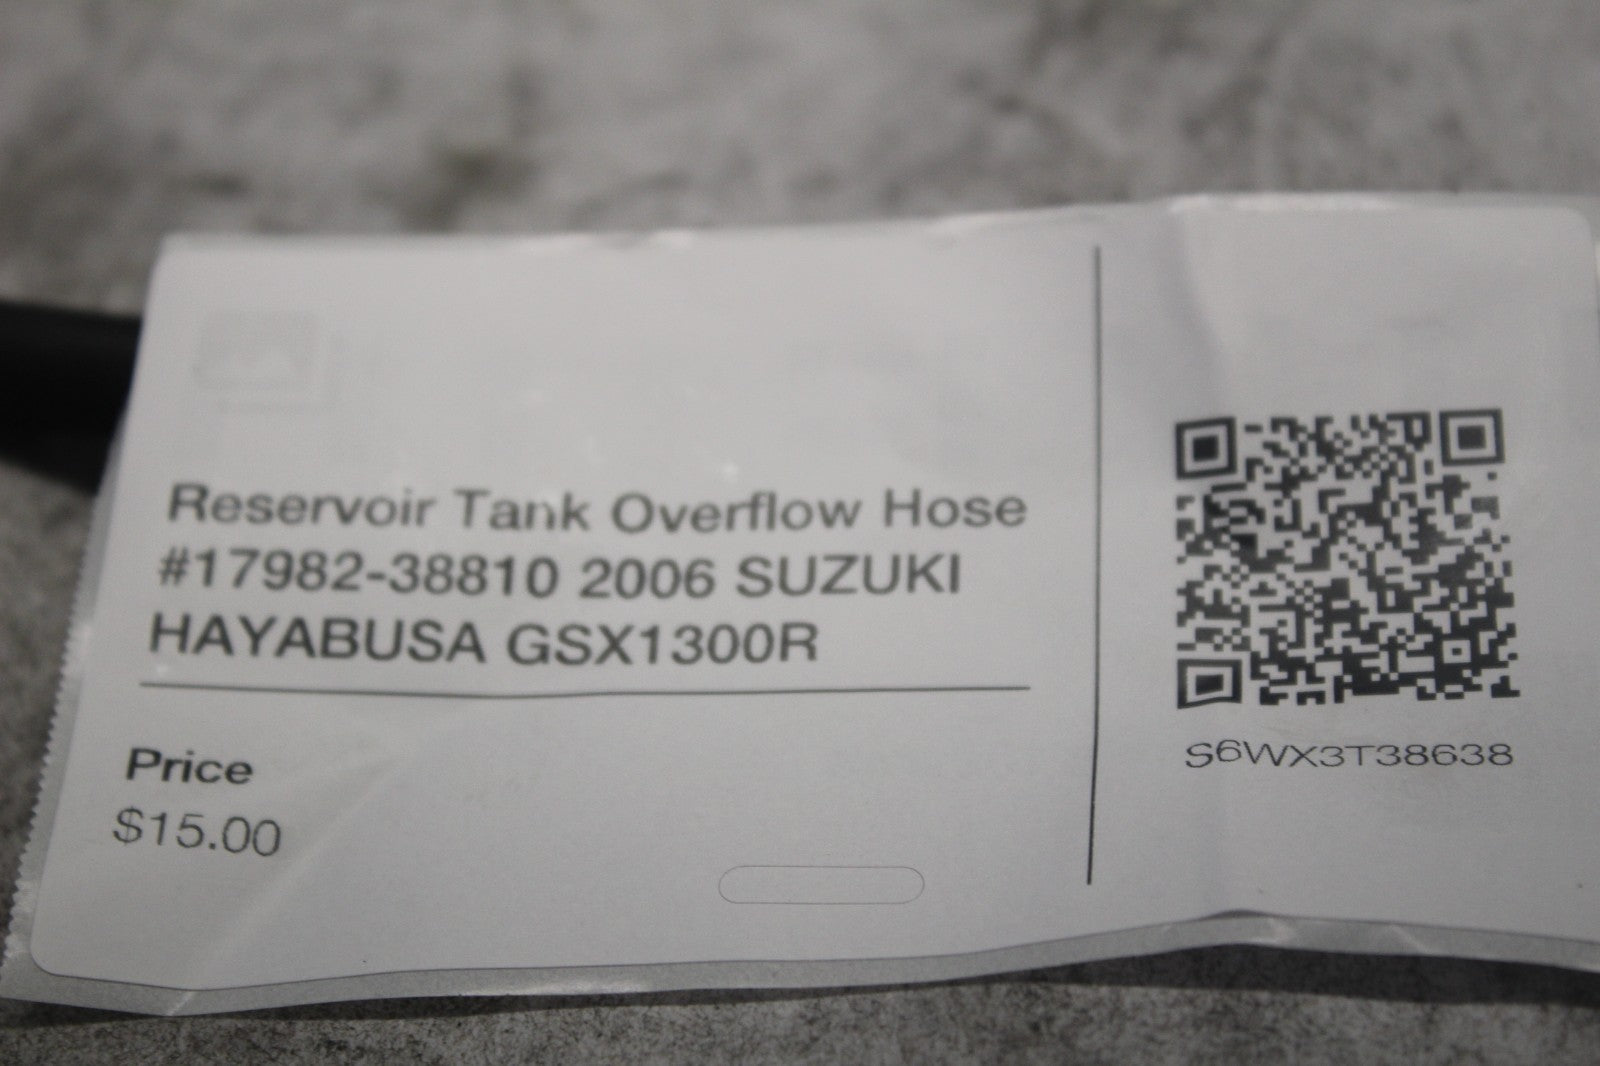 Reservoir Tank Overflow Hose
#17982-38810 2006 SUZUKI
HAYABUSA GSX1300R
Price
$15.00
S6WX3T38638